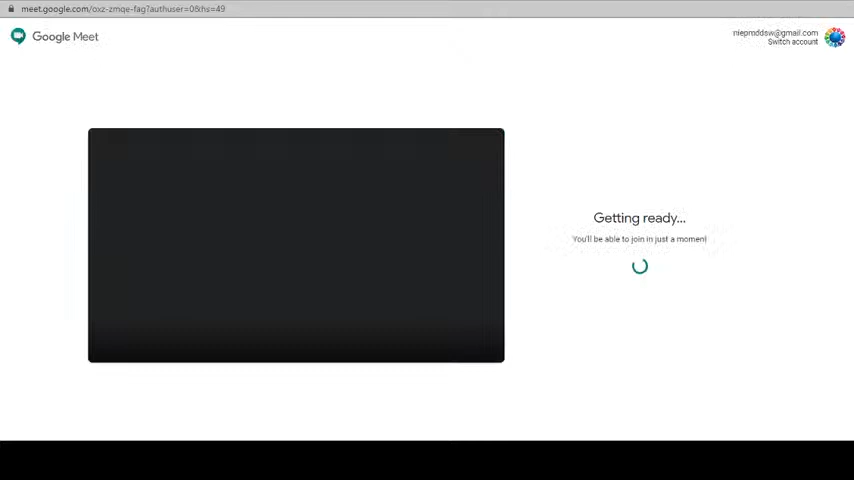 meet.google.com/oxz-zmqe-fag?authuser=0&hs=49
Google Meet
niepmddsw@gmail.com
Switch account
Getting ready...
You'll be able to join in just a moment